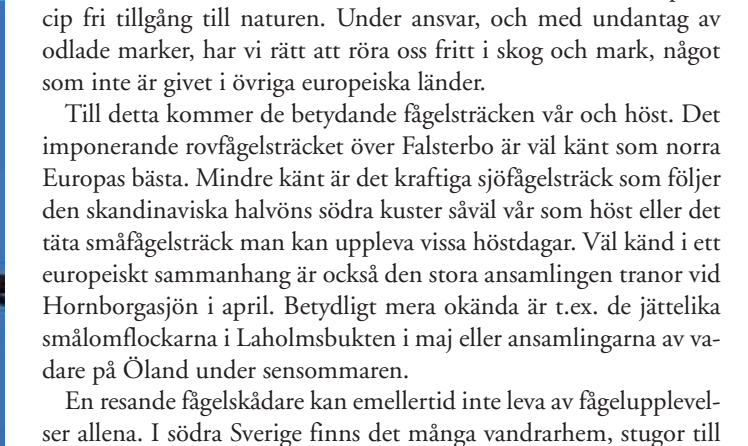 cip fri tillgång till naturen. Under ansvar, och med undantag av
odlade marker, har vi rätt att röra oss fritt i skog och mark, något
som inte är givet i övriga europeiska länder.
Till detta kommer de betydande fågelsträcken vår och höst. Det
imponerande rovfågelsträcket över Falsterbo är väl känt som norra
Europas bästa. Mindre känt är det kraftiga sjöfågelsträck som följer
den skandinaviska halvöns södra kuster såväl vår som höst eller det
täta småfågelsträck man kan uppleva vissa höstdagar. Väl känd i ett
europeiskt sammanhang är också den stora ansamlingen tranor vid
Hornborgasjön i april. Betydligt mera okända är t.ex. de jättelika
smålomflockarna i Laholmsbukten i maj eller ansamlingarna av va-
dare på Öland under sensommaren.
En resande fågelskådare kan emellertid inte leva av fågelupplevel-
ser allena. I södra Sverige finns det många vandrarhem, stugor till